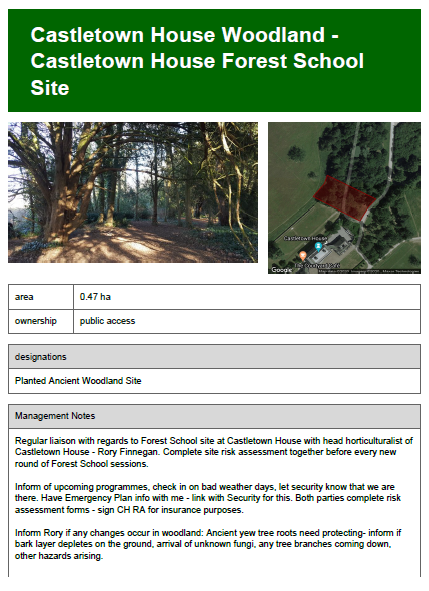 Castletown House Woodland -
Castletown House Forest School
Site
Castletown House
Google
area
0.47 ha
ownership
public access
designations
Planted Ancient Woodland Site
Management Notes
Regular liaison with regards to Forest School site at Castletown House with head horticulturalist of
Castletown House - Rory Finnegan. Complete site risk assessment together before every new
round of Forest School sessions.
Inform of upcoming programmes, check in on bad weather days, let security know that we are
there. Have Emergency Plan info with me - link with Security for this. Both parties complete risk
assessment forms - sign CH RA for insurance purposes.
Inform Rory if any changes occur in woodland: Ancient yew tree roots need protecting- inform if
bark layer depletes on the ground, arrival of unknown fungi, any tree branches coming down,
other hazards arising.